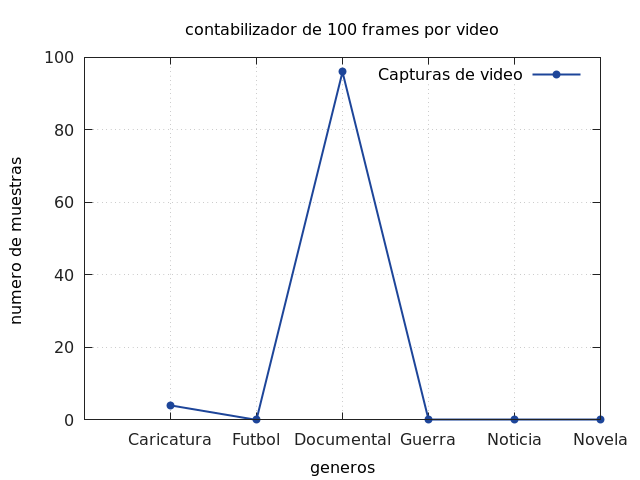 contabilizador de 100 frames por video
100
80
60
40
20
0
numero de muestras
Capturas de video
Caricatura Futbol Documental Guerra Noticia Novela
generos